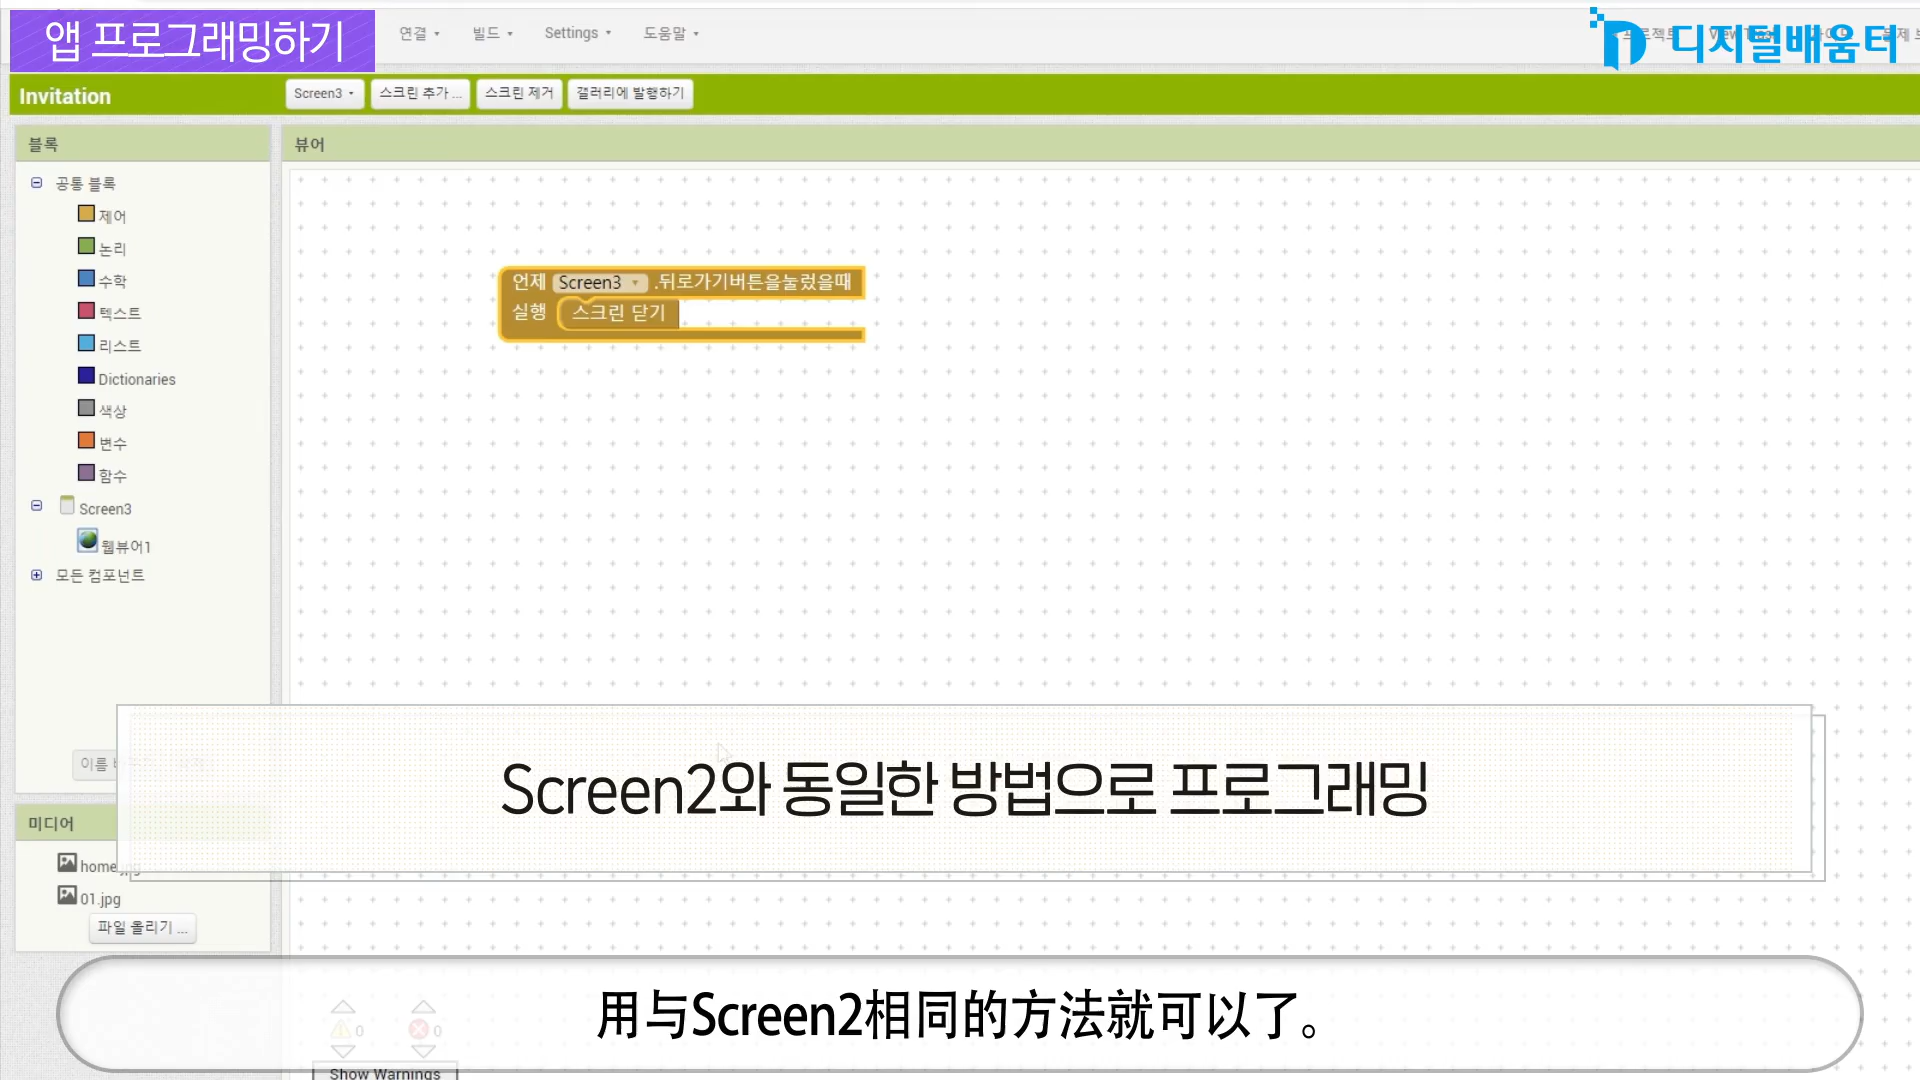 앱 프로그래밍하기
연결 빌드 Settings 도움말
디지털배움터
Invitation
Screen3 스크린 추가 ... 스크린 제거 갤러리에 발행하기
블록
뷰어
공통 블록
제어
논리
수학
텍스트
리스트
Dictionaries
색상
변수
함수
Screen3
웹뷰어1
모든 컴포넌트
언제 Screen3 .뒤로가기버튼을눌렀을때
실행 스크린 닫기
이름
Screen2와 동일한 방법으로 프로그래밍
미디어
home.jpg
01.jpg
파일 올리기 ...
用与Screen2相同的方法就可以了。
0 0
Show Warnings